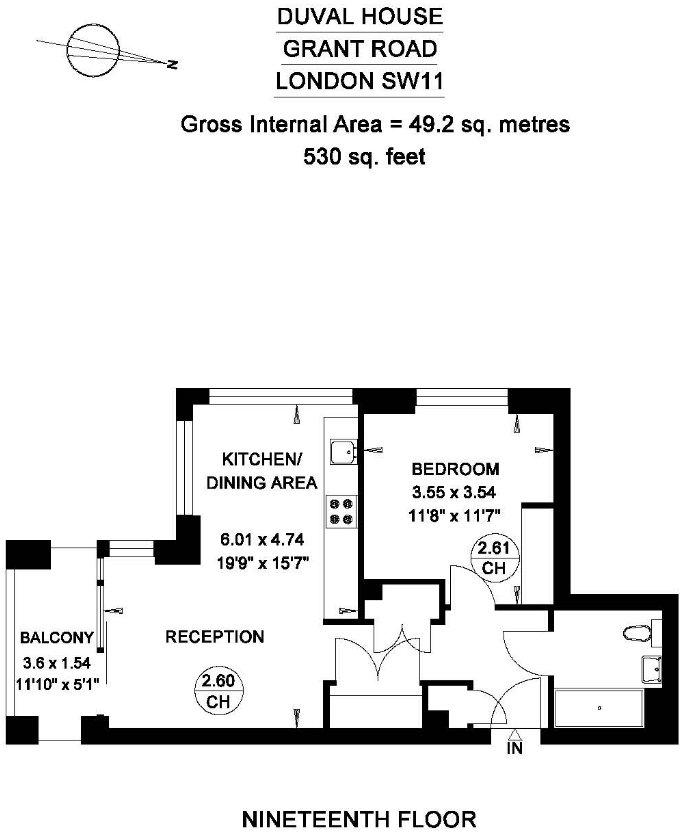 DUVAL HOUSE
GRANT ROAD
LONDON SW11
N
Gross Internal Area = 49.2 sq. metres
530 sq. feet
KITCHEN/
DINING AREA
6.01 x 4.74
19'9" x 15'7"
BEDROOM
3.55 x 3.54
11'8" x 11'7"
2.61
CH
BALCONY
3.6 x 1.54
11'10" x 5'1"
RECEPTION
2.60
CH
IN
NINETEENTH FLOOR